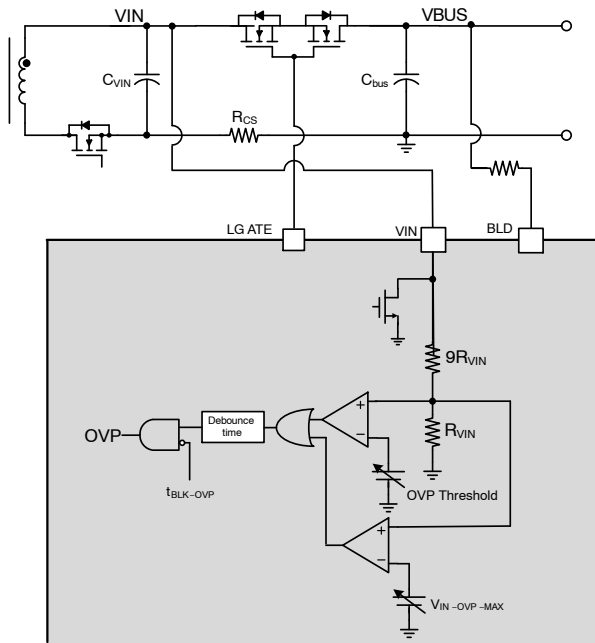 VIN
VBUS
CVIN
Cbus
RCS
LG ATE
VIN
BLD
9RVIN
RVIN
+
−
OVP Threshold
Debounce
time
OVP
tBLK−OVP
+
−
VIN−OVP−MAX